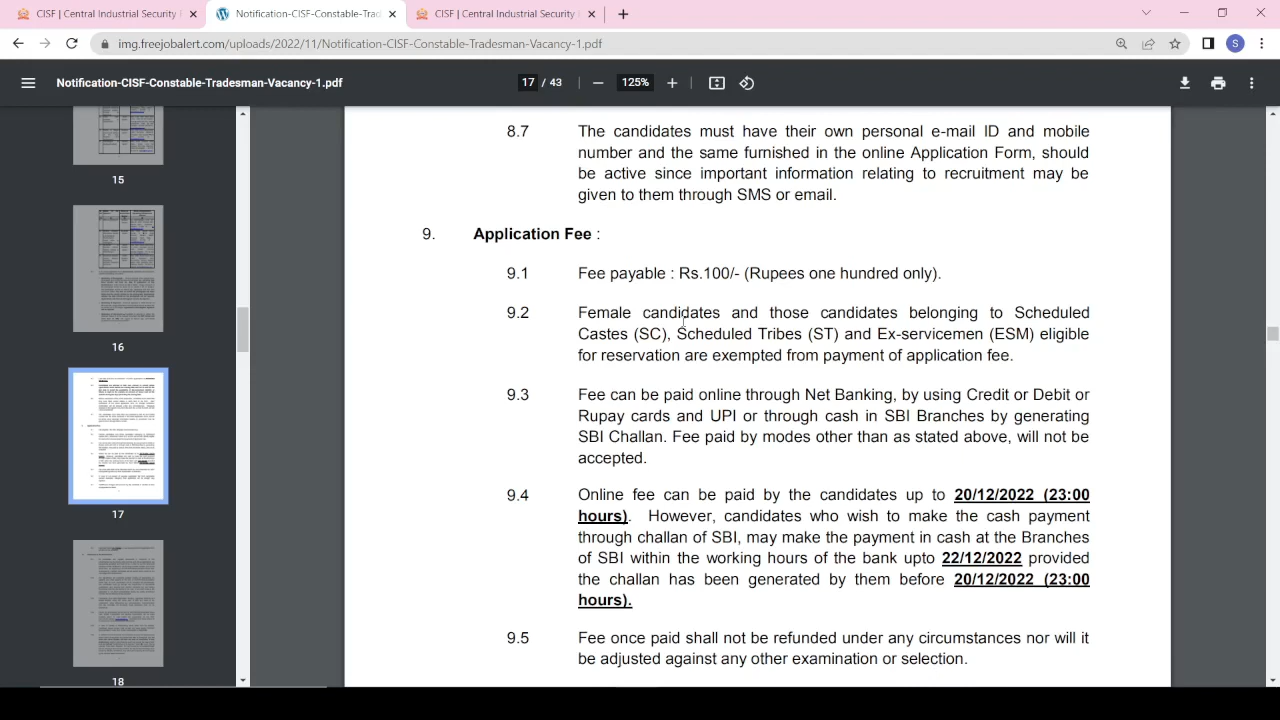 CISF | Central Industrial Security
Notification-CISF-Constable-Trad
CISF | Central Industrial Security
img.freejobalert.com/uploads/2022/11/Notification-CISF-Constable-Tradesman-Vacancy-1.pdf
S
Notification-CISF-Constable-Tradesman-Vacancy-1.pdf
17 / 43
125%
15
16
17
18
8.7 The candidates must have their own personal e-mail ID and mobile
number and the same furnished in the online Application Form, should
be active since important information relating to recruitment may be
given to them through SMS or email.
9. Application Fee :
9.1 Fee payable : Rs.100/- (Rupees one hundred only).
9.2 Female candidates and those candidates belonging to Scheduled
Castes (SC), Scheduled Tribes (ST) and Ex-servicemen (ESM) eligible
for reservation are exempted from payment of application fee.
9.3 Fee can be paid online through Net Banking, by using Credit or Debit or
Rupay cards and UPI or through cash in SBI Branches by generating
SBI Challan. Fee paid by modes other than as stated above, will not be
accepted.
9.4 Online fee can be paid by the candidates up to 20/12/2022 (23:00
hours). However, candidates who wish to make the cash payment
through challan of SBI, may make the payment in cash at the Branches
of SBI within the working hours of the bank upto 22/12/2022 provided
the challan has been generated by them before 20/12/2022 (23:00
hours).
9.5 Fee once paid shall not be refunded under any circumstances nor will it
be adjusted against any other examination or selection.